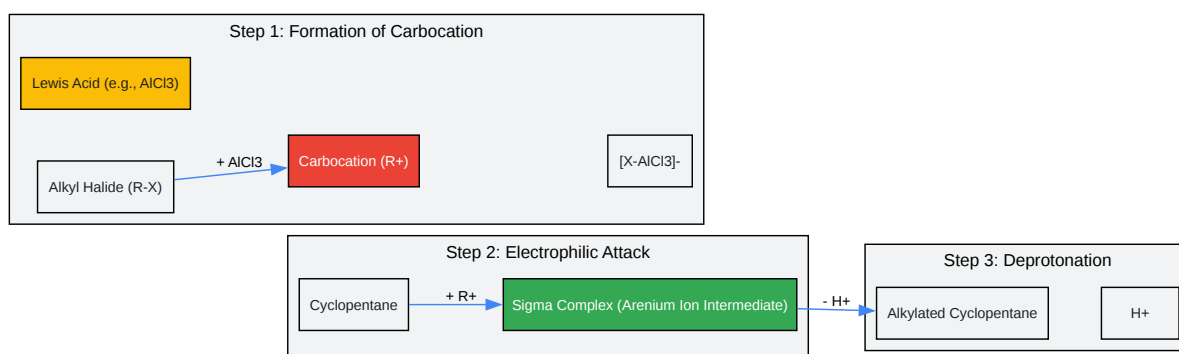 Step 1: Formation of Carbocation
Lewis Acid (e.g., AlCl3)
Alkyl Halide (R-X)
+ AlCl3
Carbocation (R+)
[X-AlCl3]-
Step 2: Electrophilic Attack
Cyclopentane
+ R+
Sigma Complex (Arenium Ion Intermediate)
- H+
Step 3: Deprotonation
Alkylated Cyclopentane
H+